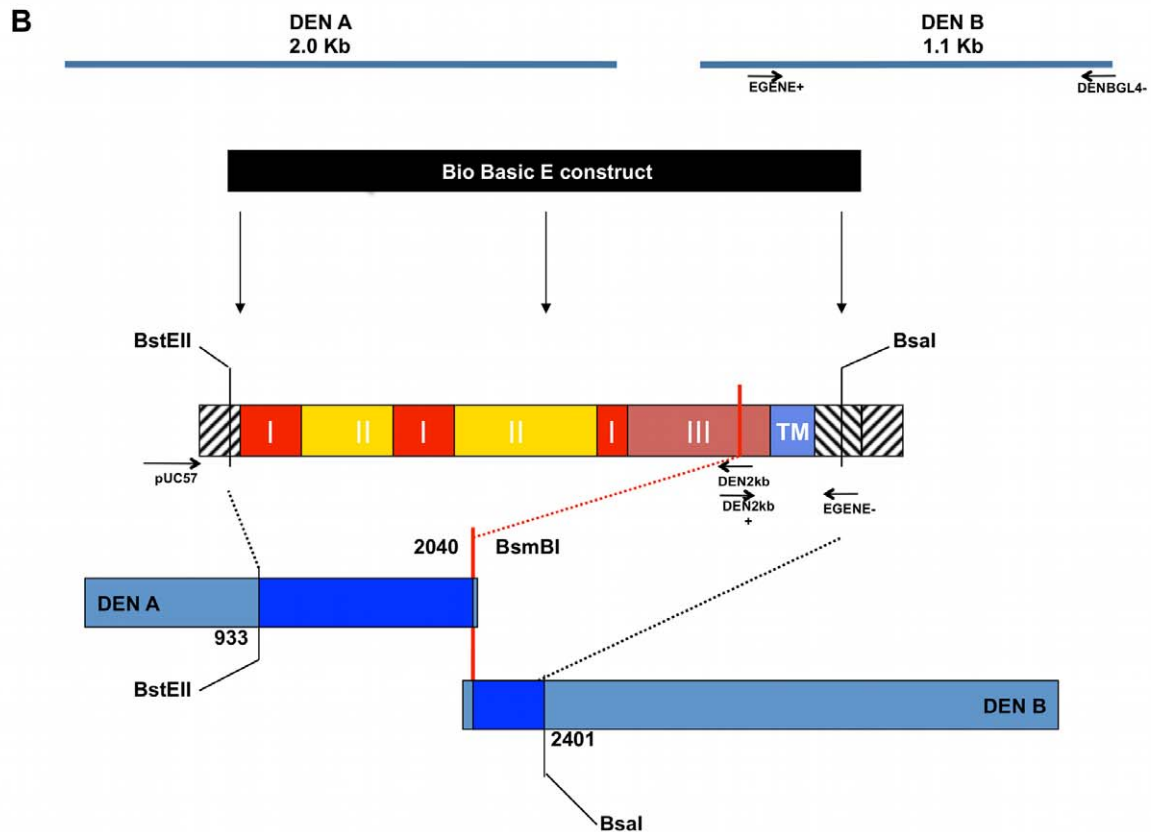 B
DEN A
2.0 Kb
DEN B
1.1 Kb
EGENE+
DENBGL4-
Bio Basic E construct
BstEII
BsaI
I
II
I
II
I
III
TM
pUC57
DEN2kb
DEN2kb
+
EGENE-
2040
BsmBI
DEN A
933
BstEII
DEN B
2401
BsaI